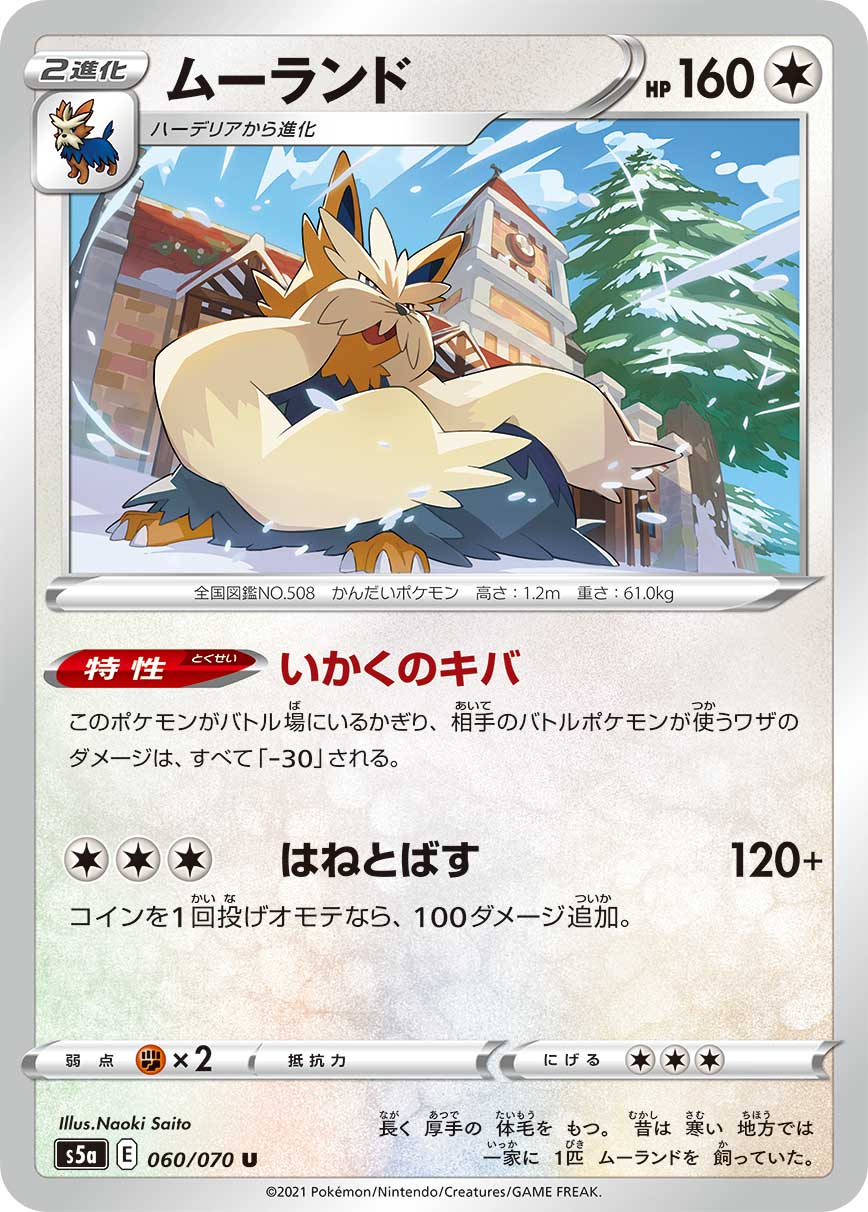 2進化
ムーランド
HP 160
ハーデリアから進化
全国図鑑NO.508 かんだいポケモン 高さ：1.2m 重さ：61.0kg
特性 とくせい
いかくのキバ
このポケモンがバトル場にいるかぎり、相手のバトルポケモンが使うワザの
ダメージは、すべて「-30」される。
はねとばす 120+
コインを1回投げオモテなら、100ダメージ追加。
弱点 ×2 抵抗力 にげる
Illus.Naoki Saito
長く 厚手の 体毛を もつ。 昔は 寒い 地方では
一家に 1匹 ムーランドを 飼っていた。
s5a E 060/070 U
©2021 Pokémon/Nintendo/Creatures/GAME FREAK.